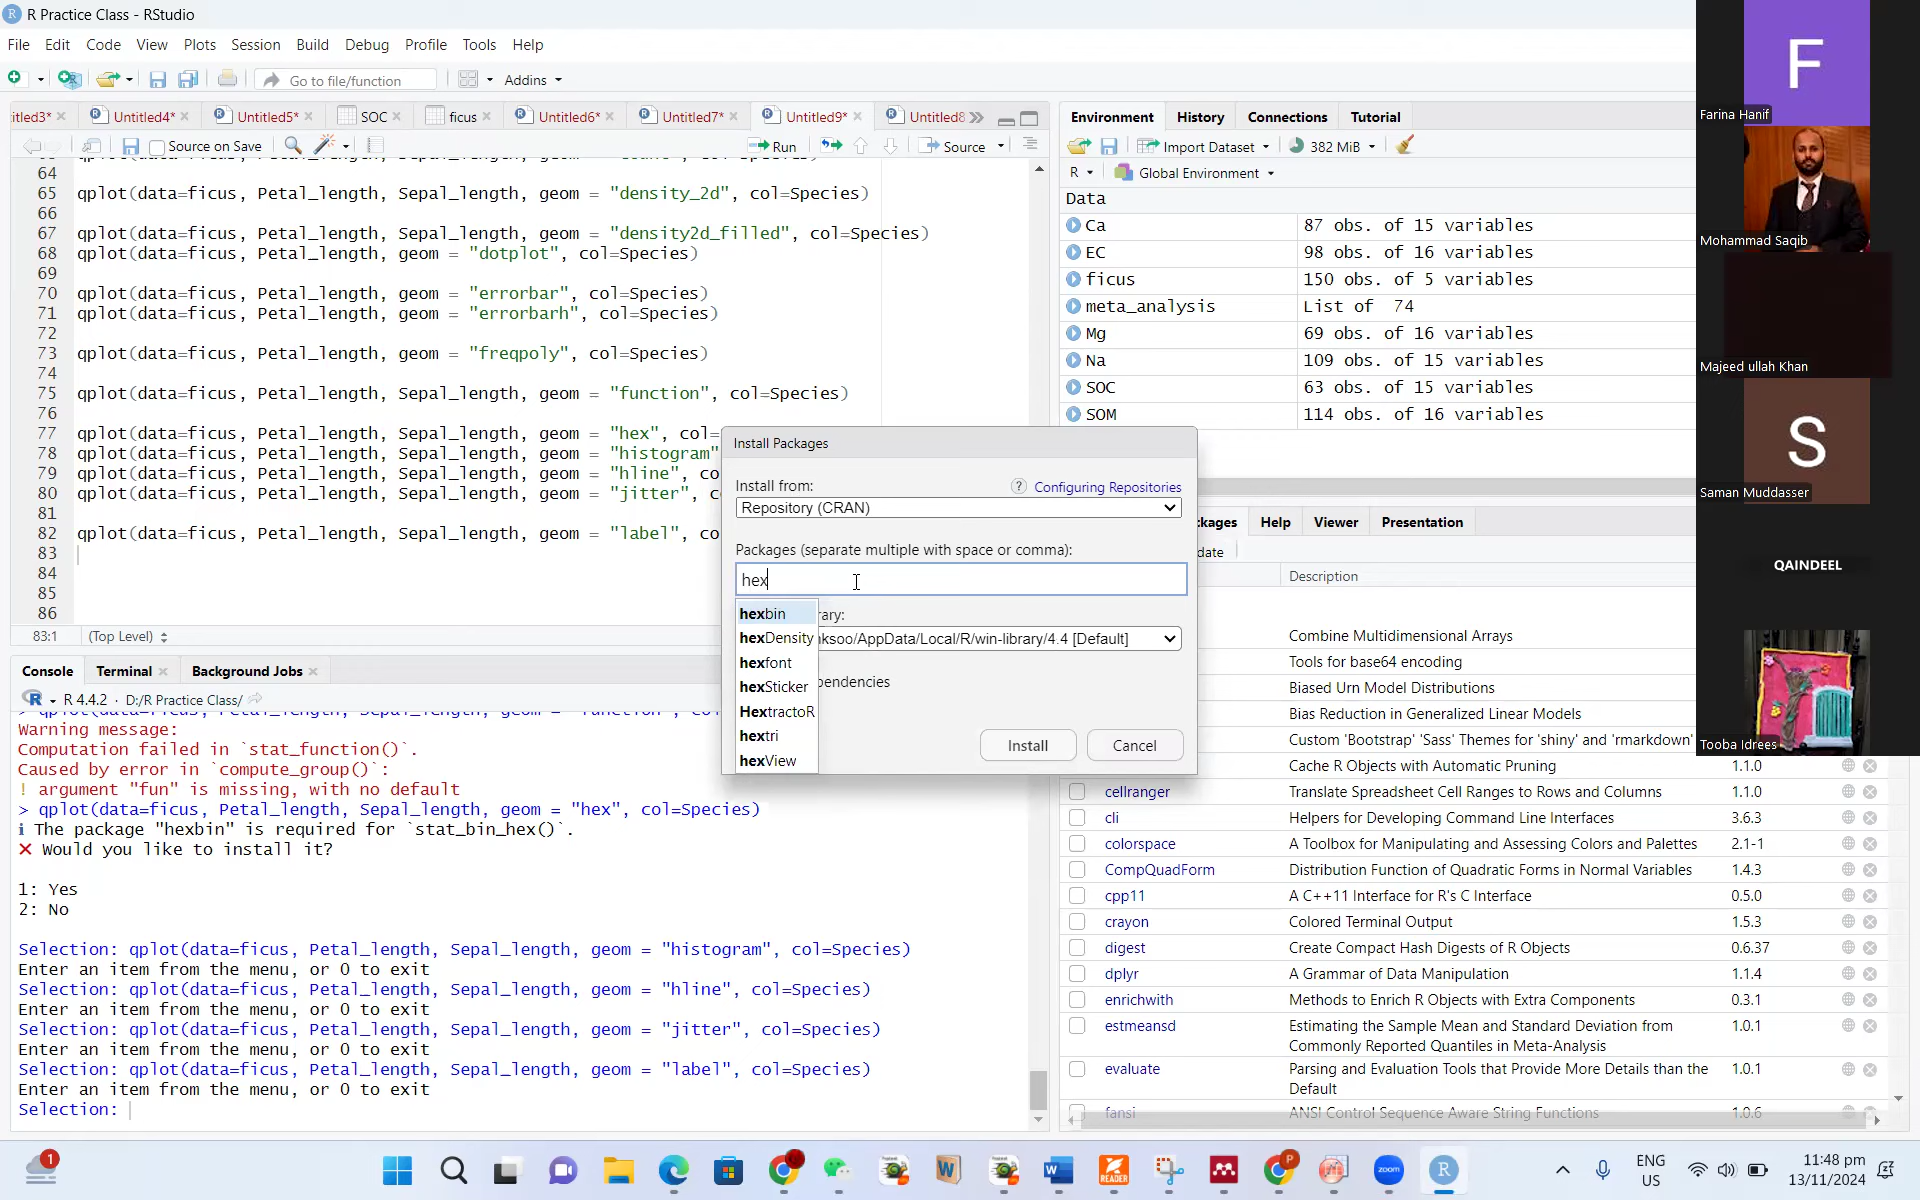 R Practice Class - RStudio
File Edit Code View Plots Session Build Debug Profile Tools Help
Go to file/function Addins
itled3* Untitled4* Untitled5* SOC ficus Untitled6* Untitled7* Untitled9* Untitled8
Source on Save Run Source
64
65 qplot(data=ficus, Petal_length, Sepal_length, geom = "density_2d", col=Species)
66
67 qplot(data=ficus, Petal_length, Sepal_length, geom = "density2d_filled", col=Species)
68 qplot(data=ficus, Petal_length, geom = "dotplot", col=Species)
69
70 qplot(data=ficus, Petal_length, geom = "errorbar", col=Species)
71 qplot(data=ficus, Petal_length, geom = "errorbarh", col=Species)
72
73 qplot(data=ficus, Petal_length, geom = "freqpoly", col=Species)
74
75 qplot(data=ficus, Petal_length, Sepal_length, geom = "function", col=Species)
76
77 qplot(data=ficus, Petal_length, Sepal_length, geom = "hex", col=
78 qplot(data=ficus, Petal_length, Sepal_length, geom = "histogram"
79 qplot(data=ficus, Petal_length, Sepal_length, geom = "hline", co
80 qplot(data=ficus, Petal_length, Sepal_length, geom = "jitter", c
81
82 qplot(data=ficus, Petal_length, Sepal_length, geom = "label", co
83
84
85
86
83:1 (Top Level)
Console Terminal Background Jobs
R 4.4.2 · D:/R Practice Class/
Warning message:
Computation failed in `stat_function()`.
Caused by error in `compute_group()`:
! argument "fun" is missing, with no default
> qplot(data=ficus, Petal_length, Sepal_length, geom = "hex", col=Species)
i The package "hexbin" is required for `stat_bin_hex()`.
✖ Would you like to install it?
1: Yes
2: No
Selection: qplot(data=ficus, Petal_length, Sepal_length, geom = "histogram", col=Species)
Enter an item from the menu, or 0 to exit
Selection: qplot(data=ficus, Petal_length, Sepal_length, geom = "hline", col=Species)
Enter an item from the menu, or 0 to exit
Selection: qplot(data=ficus, Petal_length, Sepal_length, geom = "jitter", col=Species)
Enter an item from the menu, or 0 to exit
Selection: qplot(data=ficus, Petal_length, Sepal_length, geom = "label", col=Species)
Enter an item from the menu, or 0 to exit
Selection:
Install Packages
Install from: ? Configuring Repositories
Repository (CRAN)
Packages (separate multiple with space or comma):
hex
hexbin
hexDensity
hexfont
hexSticker
HextractoR
hextri
hexView
rary:
nksoo/AppData/Local/R/win-library/4.4 [Default]
pendencies
Install Cancel
Environment History Connections Tutorial
Import Dataset 382 MiB
R Global Environment
Data
Ca 87 obs. of 15 variables
EC 98 obs. of 16 variables
ficus 150 obs. of 5 variables
meta_analysis List of 74
Mg 69 obs. of 16 variables
Na 109 obs. of 15 variables
SOC 63 obs. of 15 variables
SOM 114 obs. of 16 variables
kages Help Viewer Presentation
date
Description
Combine Multidimensional Arrays
Tools for base64 encoding
Biased Urn Model Distributions
Bias Reduction in Generalized Linear Models
Custom 'Bootstrap' 'Sass' Themes for 'shiny' and 'rmarkdown'
Cache R Objects with Automatic Pruning 1.1.0
cellranger Translate Spreadsheet Cell Ranges to Rows and Columns 1.1.0
cli Helpers for Developing Command Line Interfaces 3.6.3
colorspace A Toolbox for Manipulating and Assessing Colors and Palettes 2.1-1
CompQuadForm Distribution Function of Quadratic Forms in Normal Variables 1.4.3
cpp11 A C++11 Interface for R's C Interface 0.5.0
crayon Colored Terminal Output 1.5.3
digest Create Compact Hash Digests of R Objects 0.6.37
dplyr A Grammar of Data Manipulation 1.1.4
enrichwith Methods to Enrich R Objects with Extra Components 0.3.1
estmeansd Estimating the Sample Mean and Standard Deviation from 1.0.1
Commonly Reported Quantiles in Meta-Analysis
evaluate Parsing and Evaluation Tools that Provide More Details than the 1.0.1
Default
fansi ANSI Control Sequence Aware String Functions 1.0.6
F
Farina Hanif
Mohammad Saqib
Majeed ullah Khan
S
Saman Muddasser
QAINDEEL
Tooba Idrees
1
W
W
READER
P
zoom
R
ENG
US
11:48 pm
13/11/2024